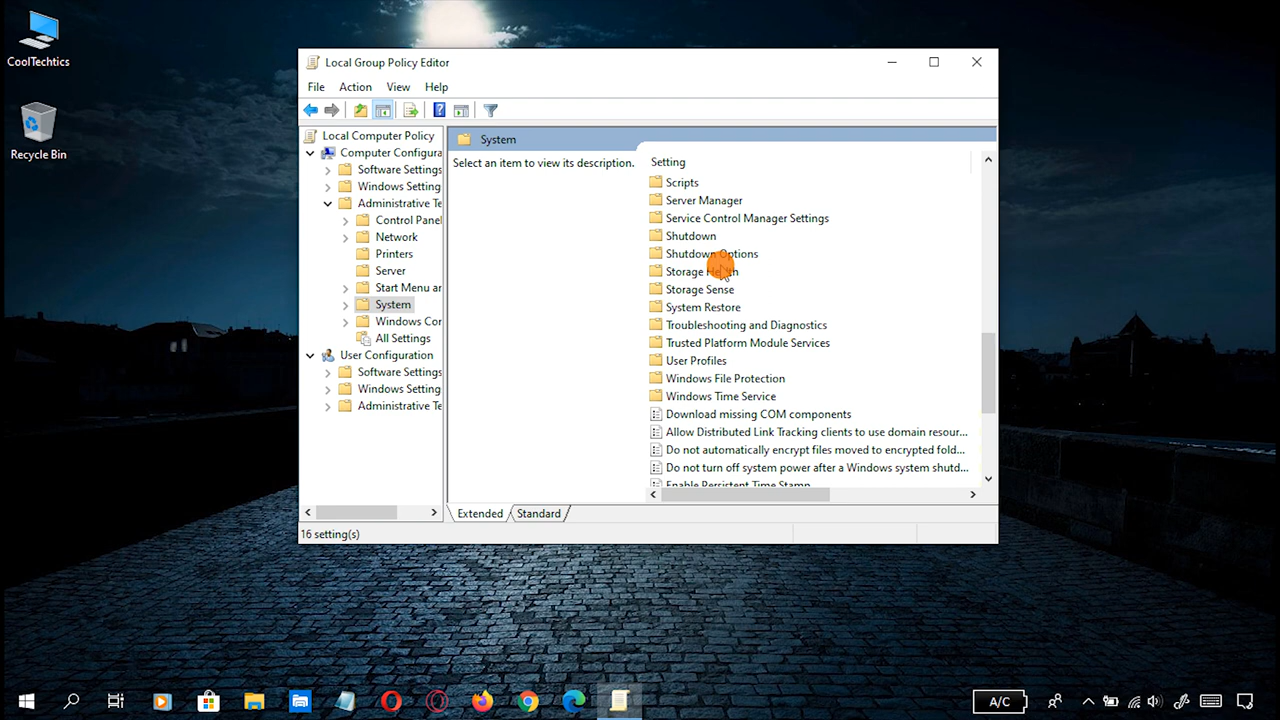 CoolTechtics
Recycle Bin
Local Group Policy Editor
File Action View Help
Local Computer Policy
Computer Configura
Software Settings
Windows Setting
Administrative Te
Control Panel
Network
Printers
Server
Start Menu ar
System
Windows Cor
All Settings
User Configuration
Software Settings
Windows Setting
Administrative Te
System
Select an item to view its description.
Setting
Scripts
Server Manager
Service Control Manager Settings
Shutdown
Shutdown Options
Storage
Storage Sense
System Restore
Troubleshooting and Diagnostics
Trusted Platform Module Services
User Profiles
Windows File Protection
Windows Time Service
Download missing COM components
Allow Distributed Link Tracking clients to use domain resour...
Do not automatically encrypt files moved to encrypted fold...
Do not turn off system power after a Windows system shutd...
Enable Persistent Time Stamp
Extended Standard
16 setting(s)
A/C